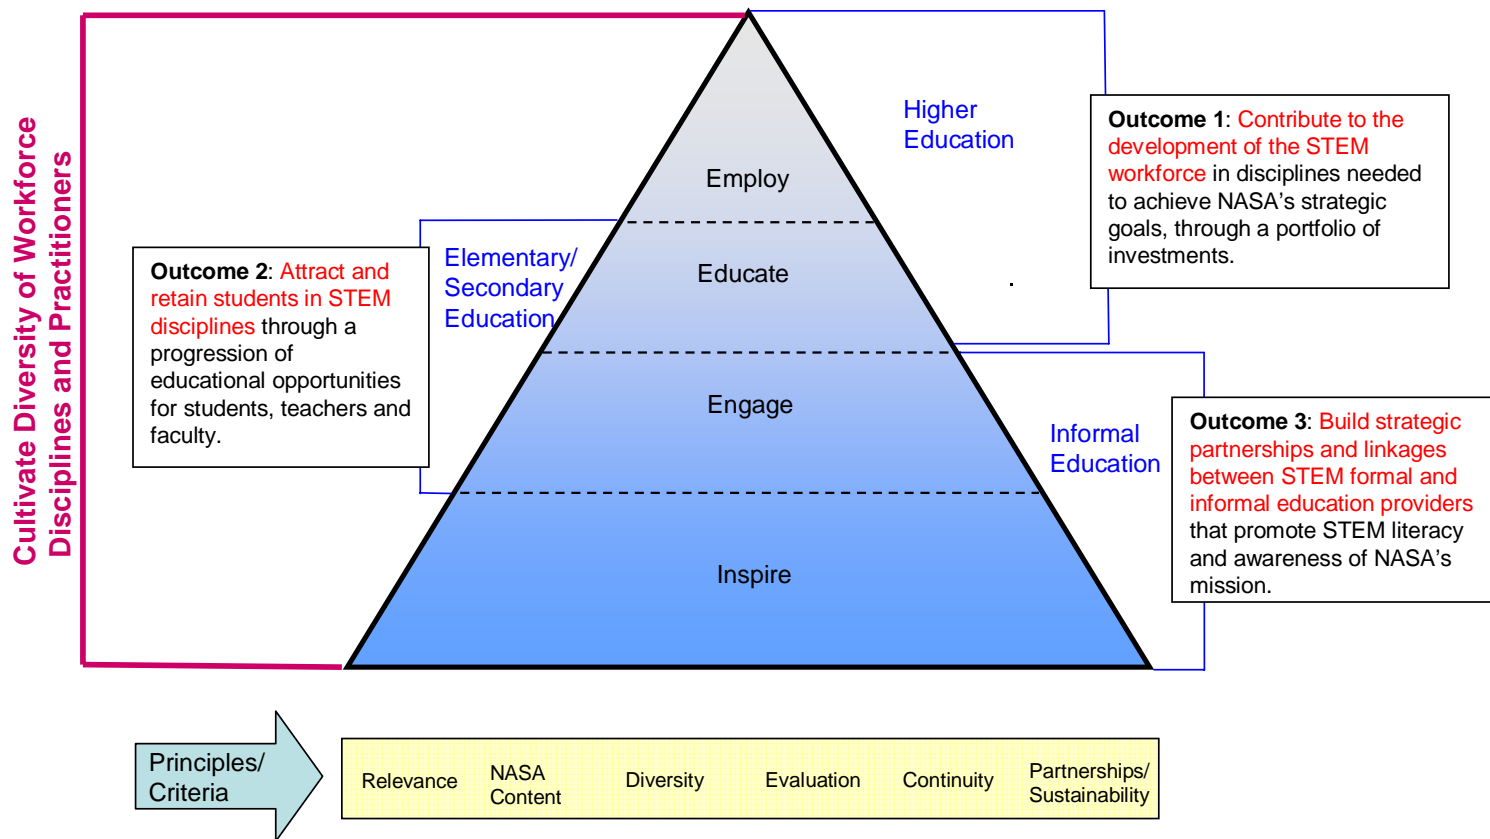 Cultivate Diversity of Workforce
Disciplines and Practitioners
Higher
Education
Employ
Outcome 1: Contribute to the
development of the STEM
workforce in disciplines needed
to achieve NASA’s strategic
goals, through a portfolio of
investments.
Elementary/
Secondary
Education
Educate
Outcome 2: Attract and
retain students in STEM
disciplines through a
progression of
educational opportunities
for students, teachers and
faculty.
Engage
Informal
Education
Outcome 3: Build strategic
partnerships and linkages
between STEM formal and
informal education providers
that promote STEM literacy
and awareness of NASA’s
mission.
Inspire
Principles/
Criteria
Relevance
NASA
Content
Diversity
Evaluation
Continuity
Partnerships/
Sustainability